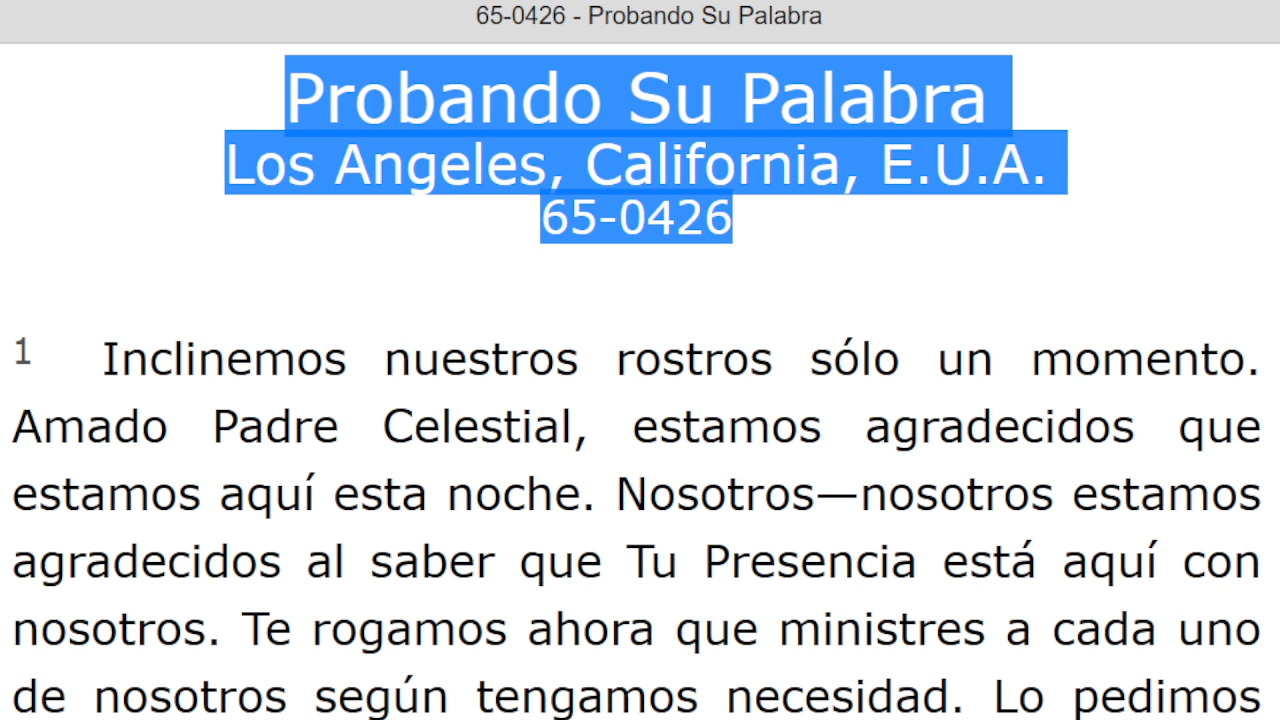 65-0426 - Probando Su Palabra
Probando Su Palabra
Los Angeles, California, E.U.A.
65-0426
1 Inclinemos nuestros rostros sólo un momento.
Amado Padre Celestial, estamos agradecidos que
estamos aquí esta noche. Nosotros—nosotros estamos
agradecidos al saber que Tu Presencia está aquí con
nosotros. Te rogamos ahora que ministres a cada uno
de nosotros según tengamos necesidad. Lo pedimos